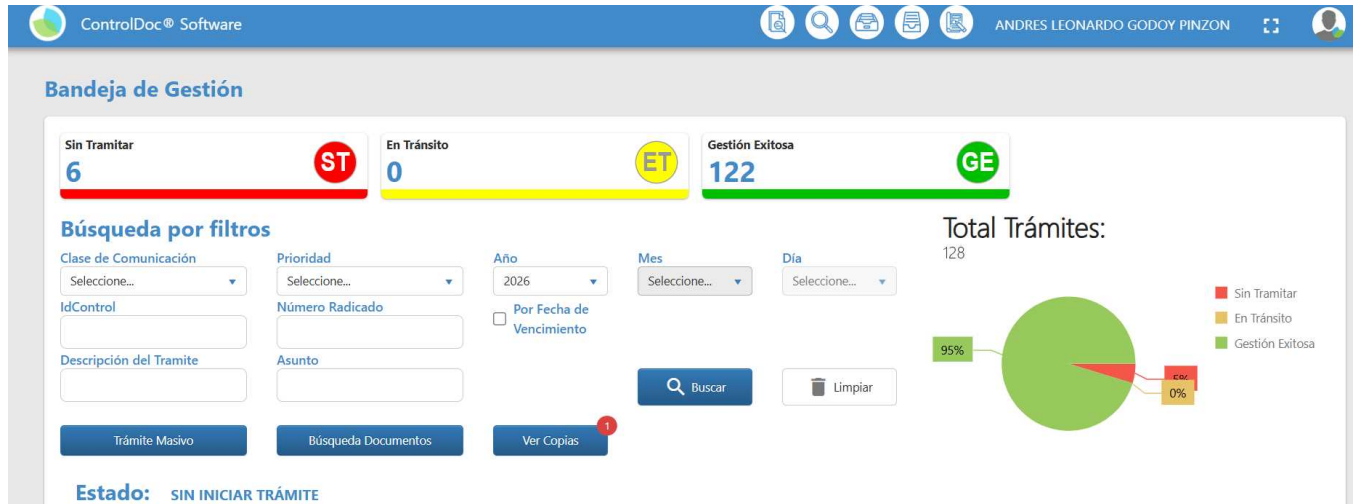 ControlDoc® Software
ANDRES LEONARDO GODOY PINZON
Bandeja de Gestión
Sin Tramitar
6
ST
En Tránsito
0
ET
Gestión Exitosa
122
GE
Búsqueda por filtros
Clase de Comunicación
Seleccione...
Prioridad
Seleccione...
Año
2026
Mes
Seleccione...
Día
Seleccione...
IdControl
Número Radicado
Por Fecha de
Vencimiento
Descripción del Tramite
Asunto
Buscar
Limpiar
Trámite Masivo
Búsqueda Documentos
Ver Copias
1
Total Trámites:
128
Sin Tramitar
En Tránsito
Gestión Exitosa
95%
5%
0%
Estado: SIN INICIAR TRÁMITE